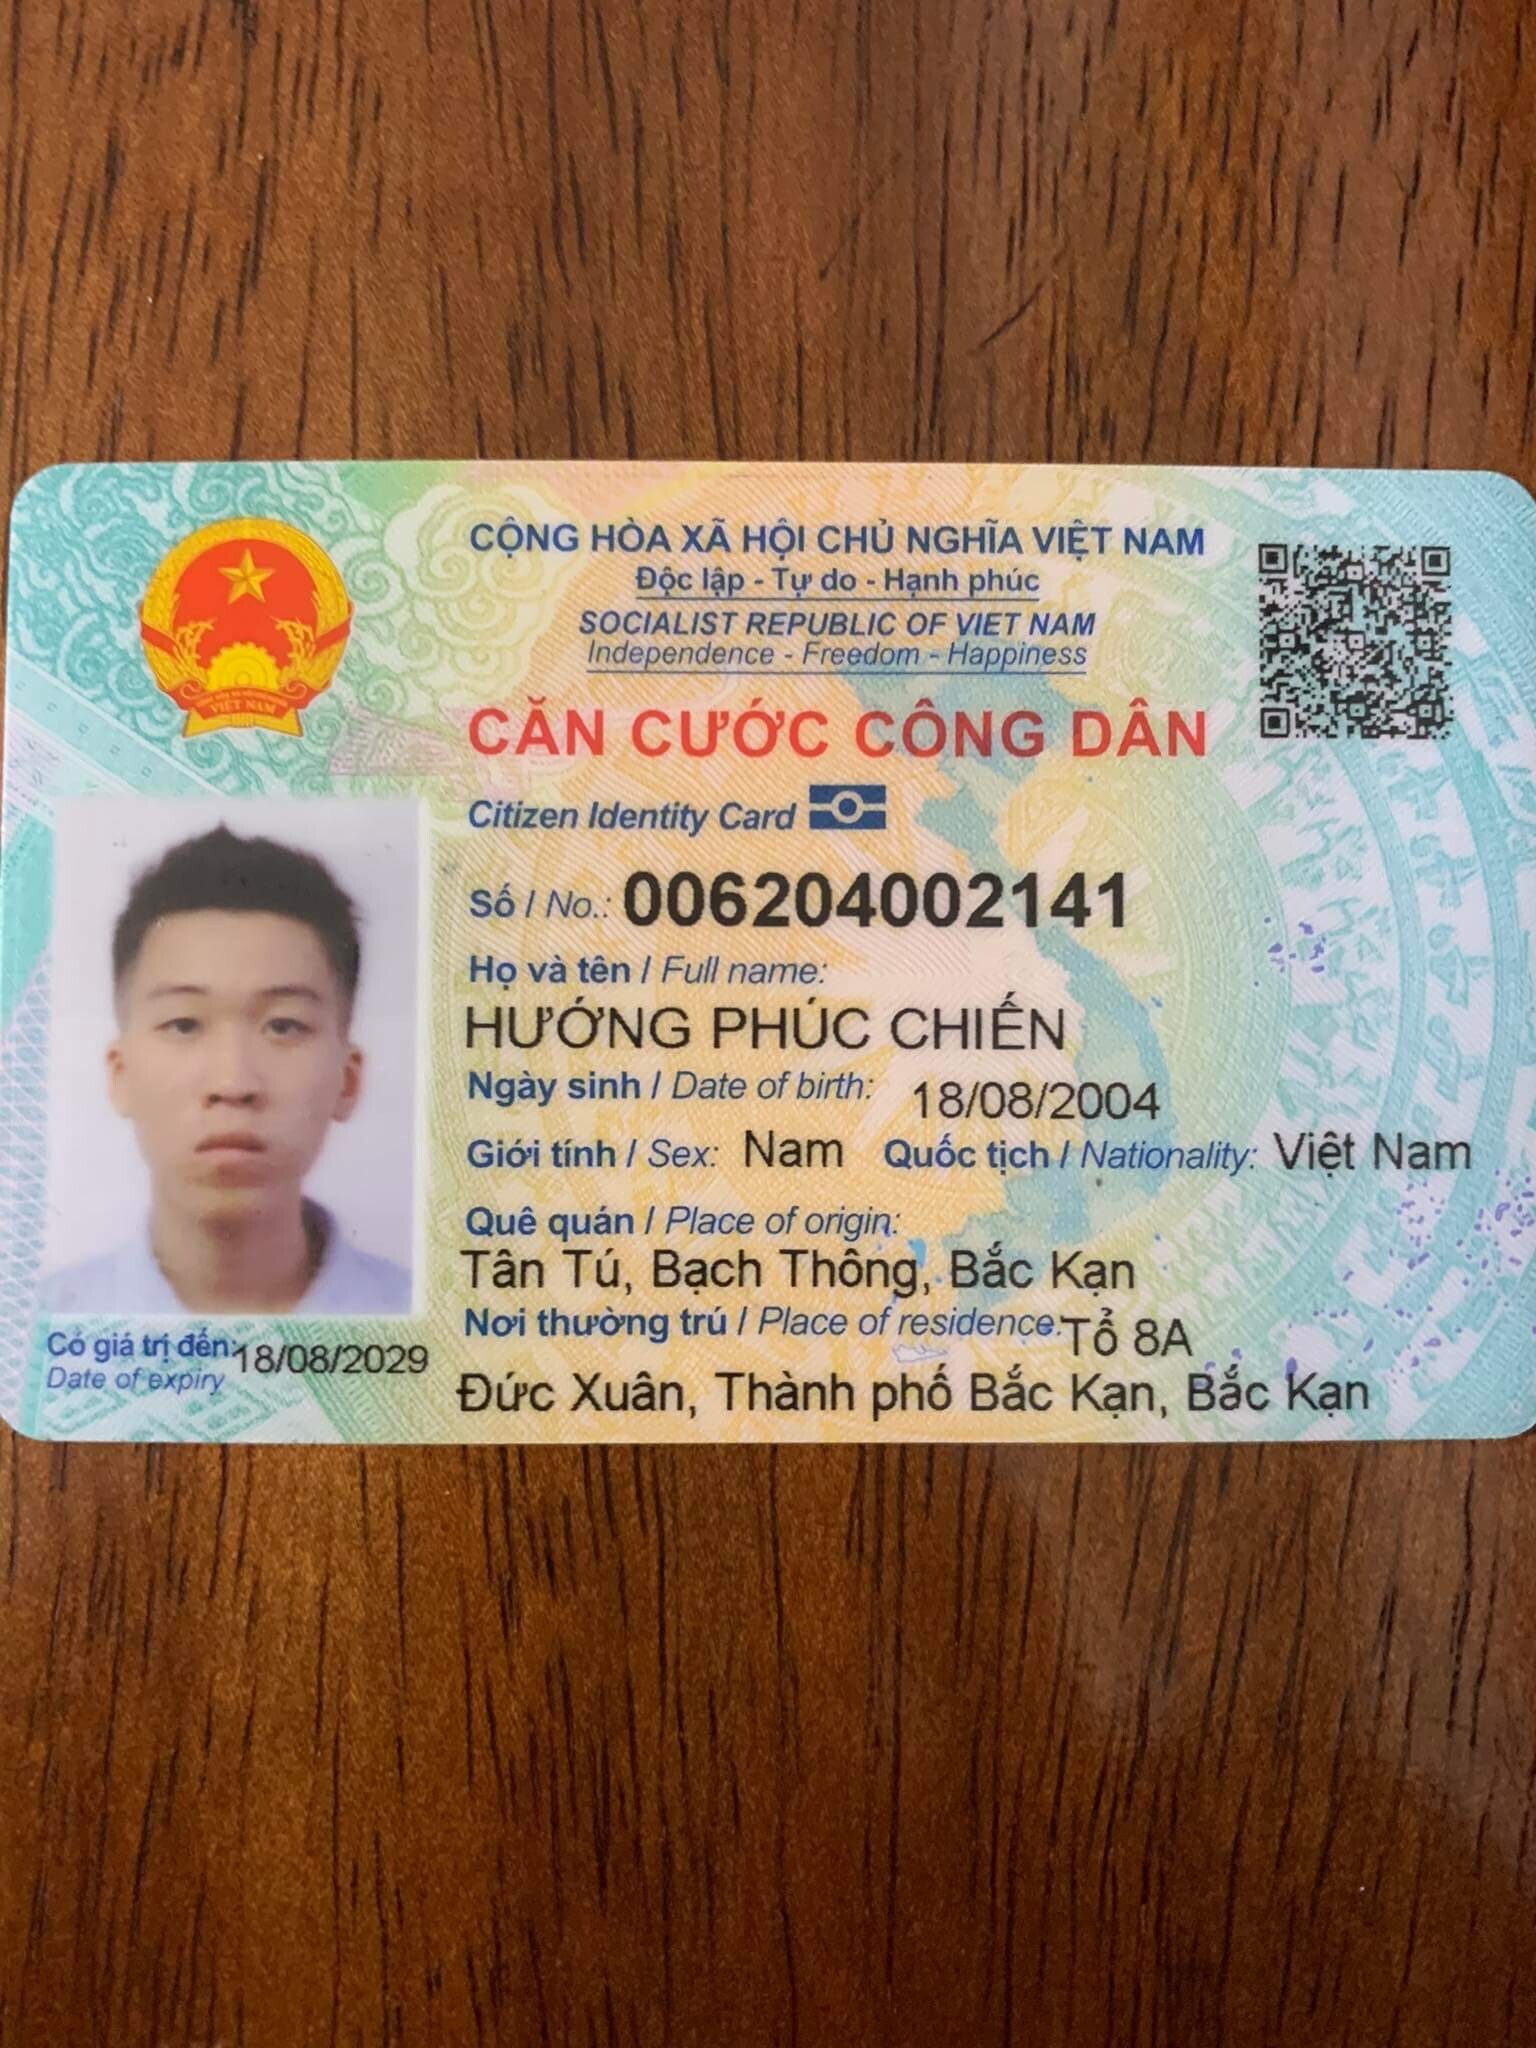 CỘNG HÒA XÃ HỘI CHỦ NGHĨA VIỆT NAM
Độc lập - Tự do - Hạnh phúc
SOCIALIST REPUBLIC OF VIET NAM
Independence - Freedom - Happiness
VIỆT NAM
CĂN CƯỚC CÔNG DÂN
Citizen Identity Card
Số / No.: 006204002141
Họ và tên / Full name:
HƯỚNG PHÚC CHIẾN
Ngày sinh / Date of birth: 18/08/2004
Giới tính / Sex: Nam Quốc tịch / Nationality: Việt Nam
Quê quán / Place of origin:
Tân Tú, Bạch Thông, Bắc Kạn
Nơi thường trú / Place of residence: Tổ 8A
Đức Xuân, Thành phố Bắc Kạn, Bắc Kạn
Có giá trị đến: 18/08/2029
Date of expiry